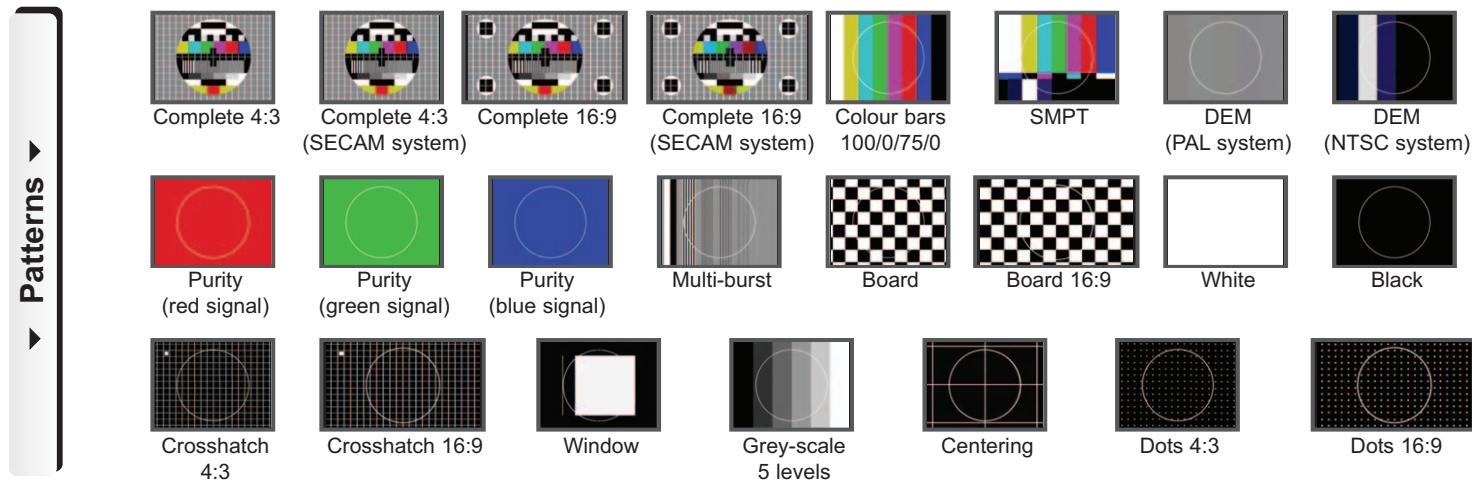 Patterns
Complete 4:3
Complete 4:3
(SECAM system)
Complete 16:9
Complete 16:9
(SECAM system)
Colour bars
100/0/75/0
SMPT
DEM
(PAL system)
DEM
(NTSC system)
Purity
(red signal)
Purity
(green signal)
Purity
(blue signal)
Multi-burst
Board
Board 16:9
White
Black
Crosshatch
4:3
Crosshatch 16:9
Window
Grey-scale
5 levels
Centering
Dots 4:3
Dots 16:9